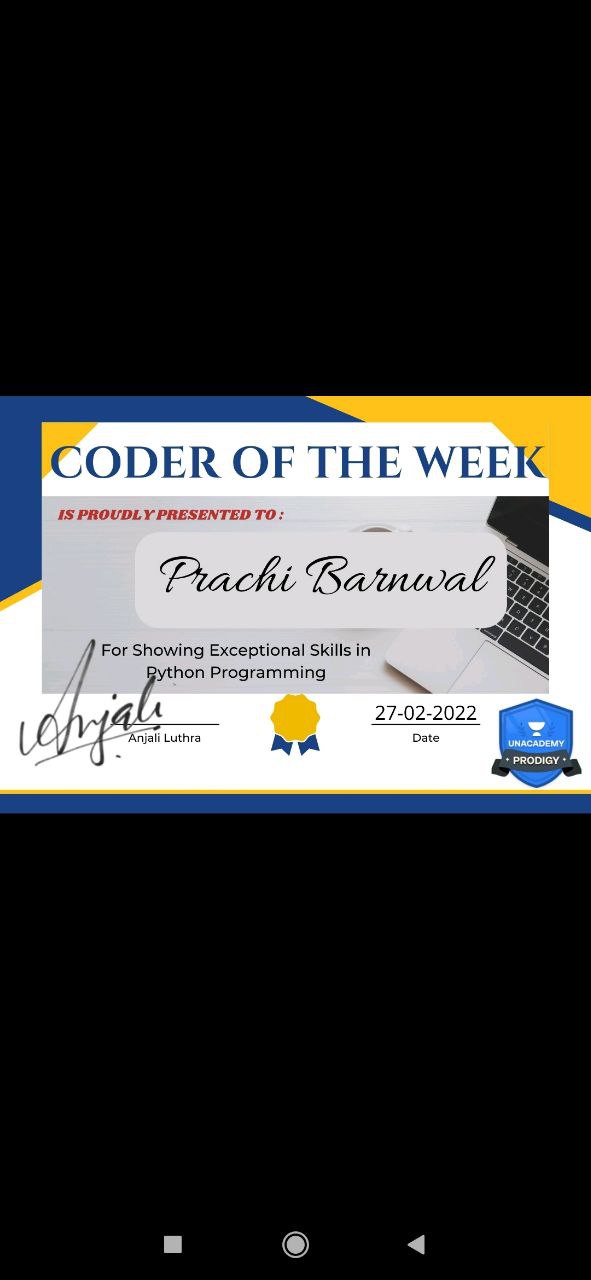 CODER OF THE WEEK
IS PROUDLY PRESENTED TO :
Prachi Barnwal
For Showing Exceptional Skills in
Python Programming
Anjali
Anjali Luthra
27-02-2022
Date
UNACADEMY
PRODIGY